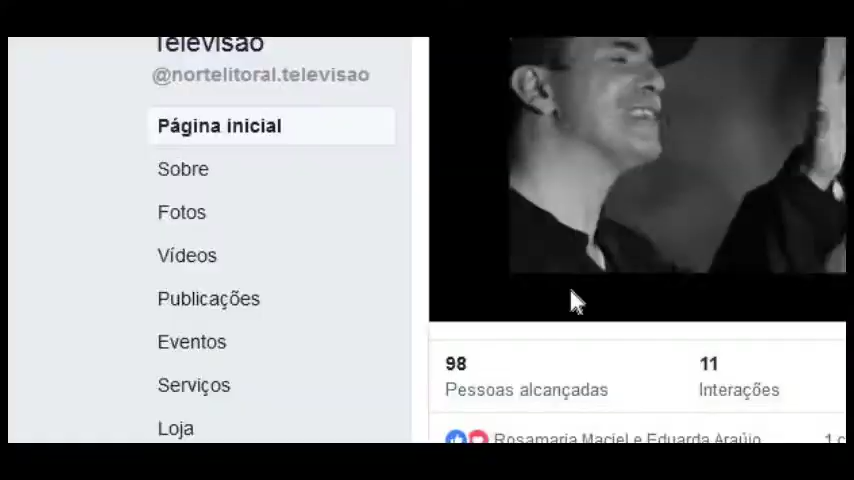 Televisão
@nortelitoral.televisao
Página inicial
Sobre
Fotos
Vídeos
Publicações
Eventos
Serviços
Loja
98
Pessoas alcançadas
11
Interações
Rosamaria Maciel e Eduarda Araújo
1 c